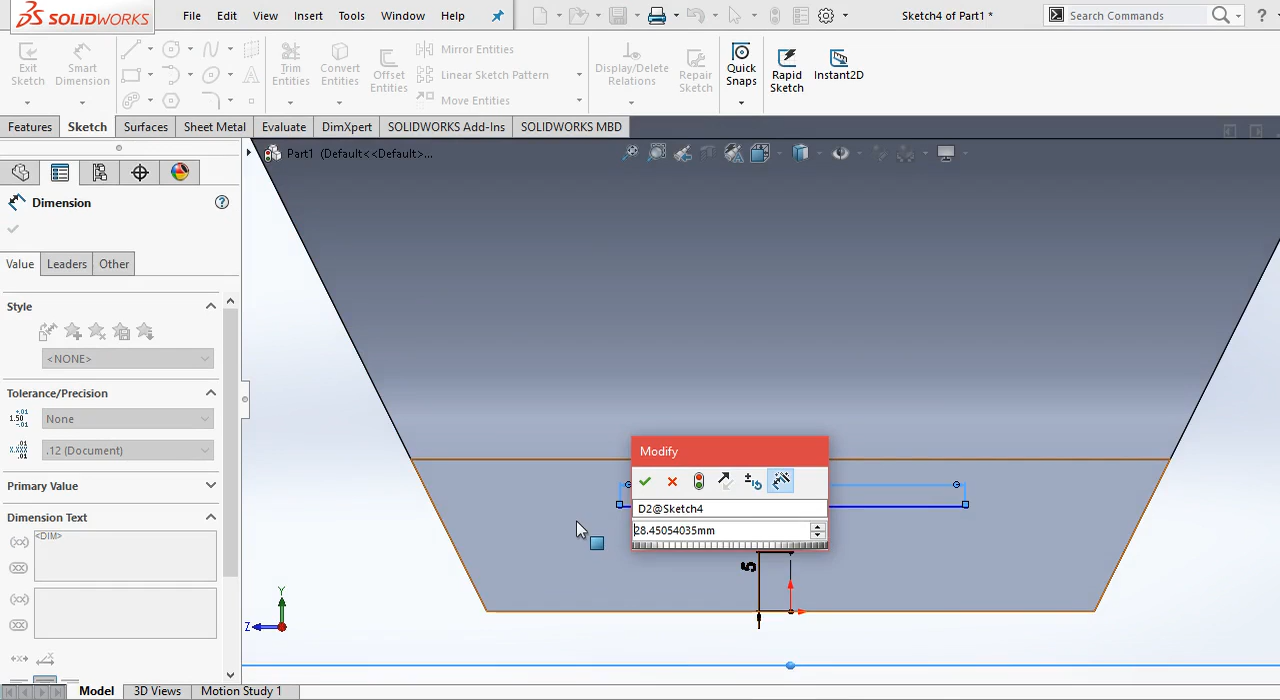 SOLIDWORKS
File Edit View Insert Tools Window Help
Sketch4 of Part1 *
Search Commands
?
Exit Sketch
Smart Dimension
Trim Entities
Convert Entities
Offset Entities
Mirror Entities
Linear Sketch Pattern
Move Entities
Display/Delete Relations
Repair Sketch
Quick Snaps
Rapid Sketch
Instant2D
Features Sketch Surfaces Sheet Metal Evaluate DimXpert SOLIDWORKS Add-Ins SOLIDWORKS MBD
Part1 (Default<<Default>...
Dimension
?
Value Leaders Other
Style
<NONE>
Tolerance/Precision
None
.12 (Document)
Primary Value
Dimension Text
<DIM>
Modify
D2@Sketch4
28.45054035mm
5
Y
Z
Model 3D Views Motion Study 1